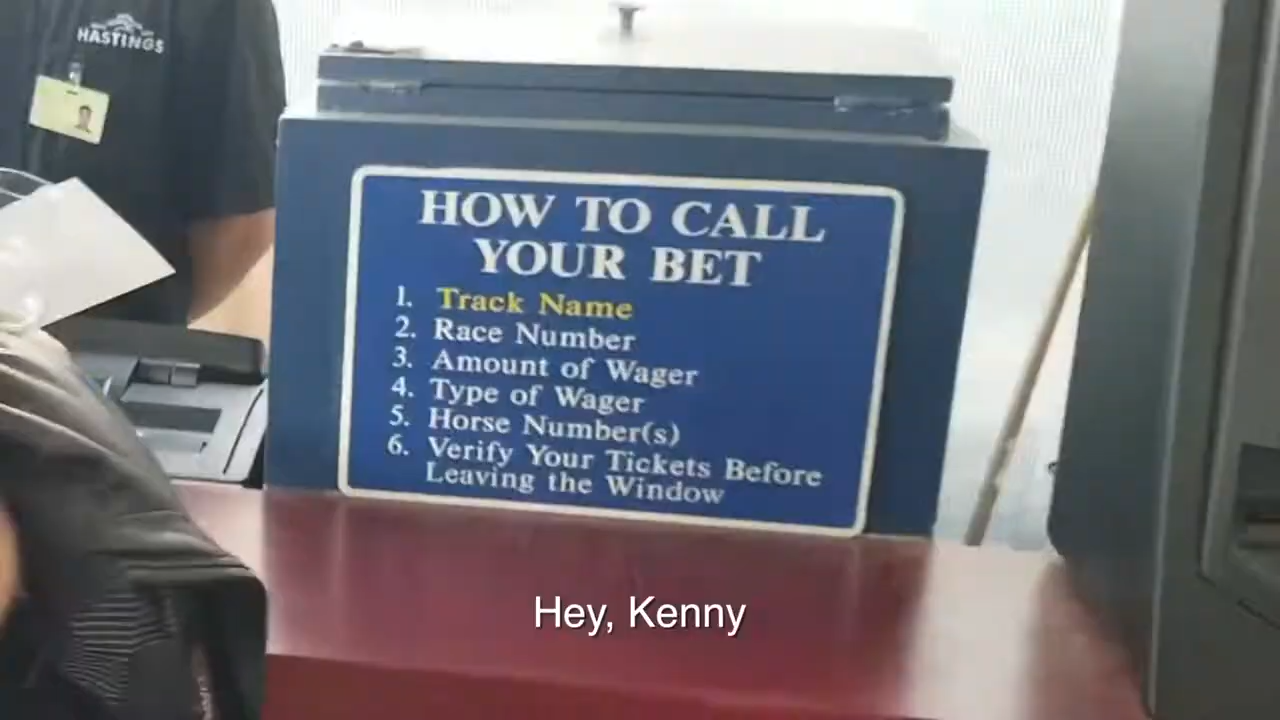 HASTINGS
HOW TO CALL
YOUR BET
1. Track Name
2. Race Number
3. Amount of Wager
4. Type of Wager
5. Horse Number(s)
6. Verify Your Tickets Before
Leaving the Window
Hey, Kenny